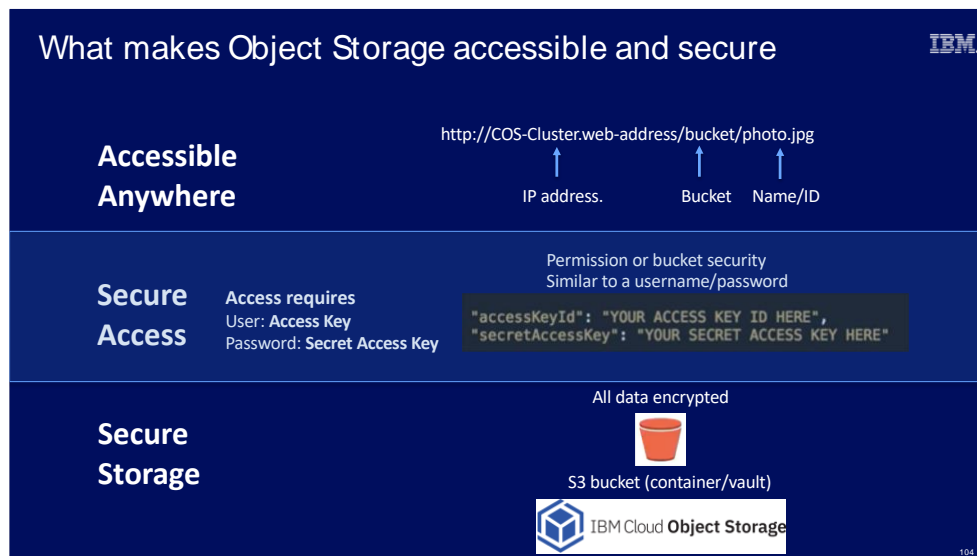 What makes Object Storage accessible and secure
IBM
Accessible
Anywhere
http://COS-Cluster.web-address/bucket/photo.jpg
IP address.
Bucket
Name/ID
Secure
Access
Access requires
User: Access Key
Password: Secret Access Key
Permission or bucket security
Similar to a username/password
"accessKeyId": "YOUR ACCESS KEY ID HERE",
"secretAccessKey": "YOUR SECRET ACCESS KEY HERE"
Secure
Storage
All data encrypted
S3 bucket (container/vault)
IBM Cloud Object Storage
104